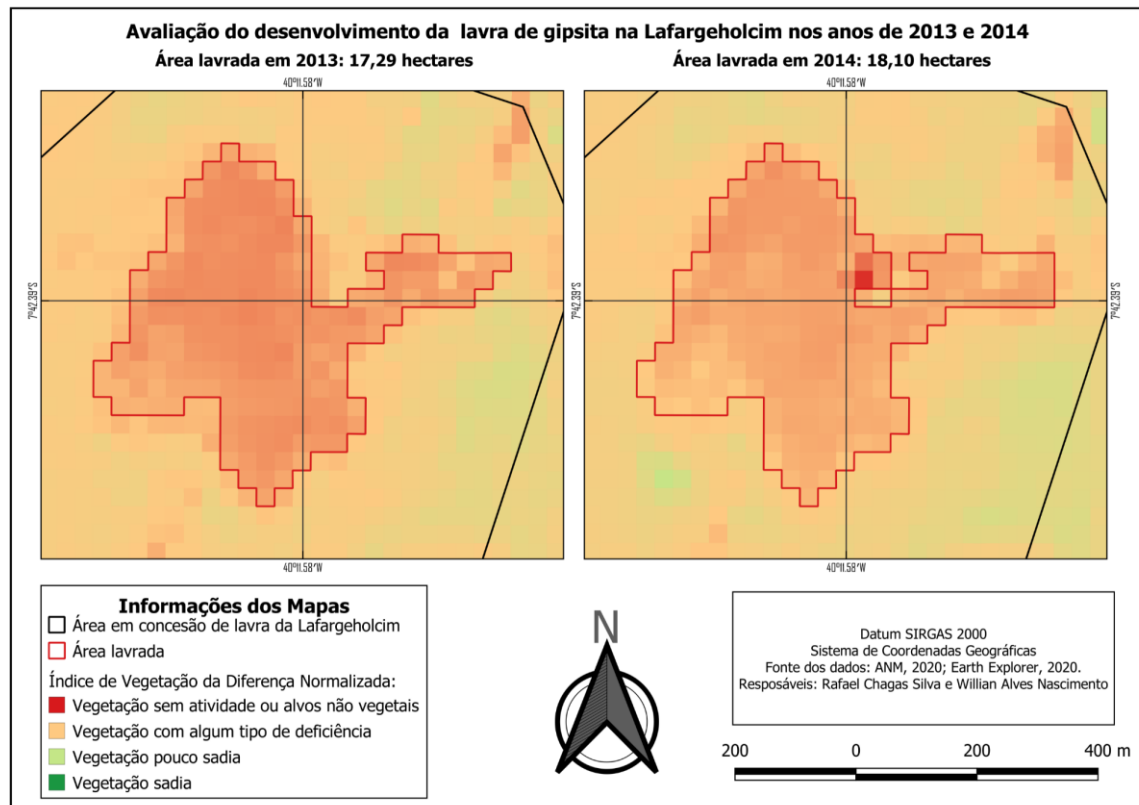 Avaliação do desenvolvimento da lavra de gipsita na Lafargeholcim nos anos de 2013 e 2014
Área lavrada em 2013: 17,29 hectares
Área lavrada em 2014: 18,10 hectares
40°11.58'W
40°11.58'W
7°42.39'S
7°42.39'S
7°42.39'S
40°11.58'W
40°11.58'W
Informações dos Mapas
Área em concesão de lavra da Lafargeholcim
Área lavrada
Índice de Vegetação da Diferença Normalizada:
Vegetação sem atividade ou alvos não vegetais
Vegetação com algum tipo de deficiência
Vegetação pouco sadia
Vegetação sadia
N
Datum SIRGAS 2000
Sistema de Coordenadas Geográficas
Fonte dos dados: ANM, 2020; Earth Explorer, 2020.
Resposáveis: Rafael Chagas Silva e Willian Alves Nascimento
200 0 200 400 m